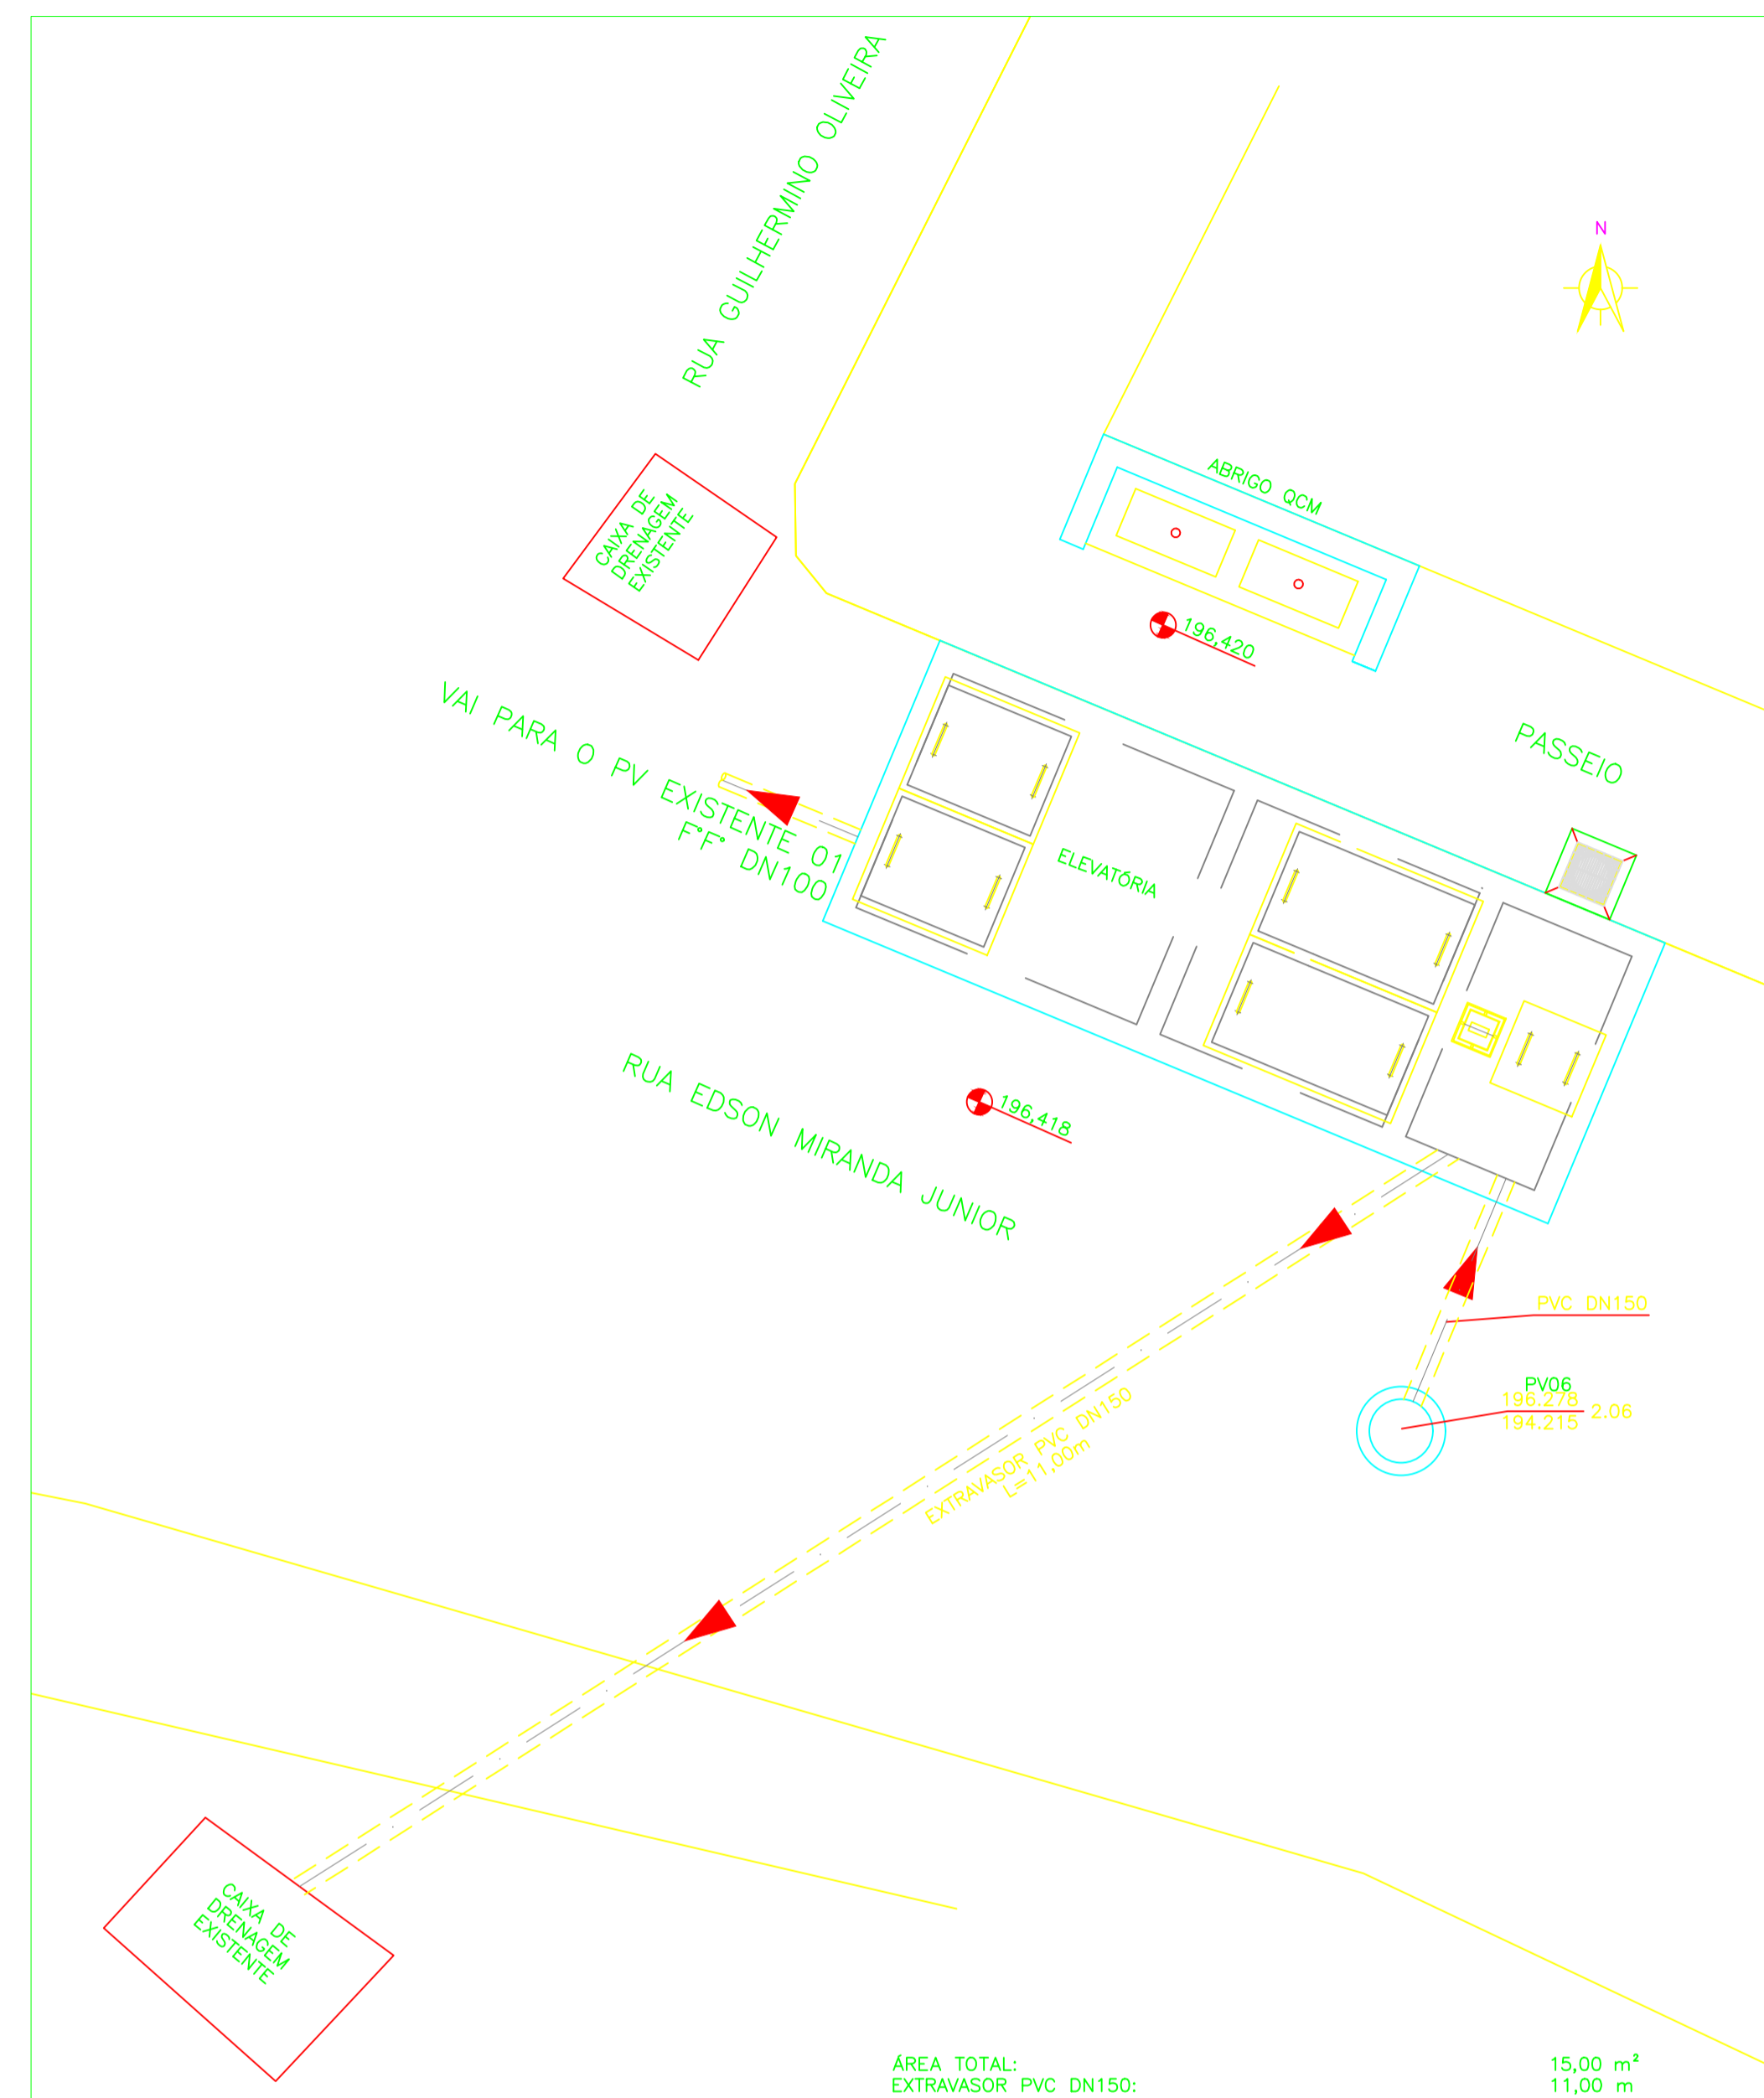 RUA GUILHERMINO OLIVEIRA
N
ABRIGO QCM
CAIXA DE
DRENAGEM
EXISTENTE
196,420
VAI PARA O PV EXISTENTE 01
F°F° DN100
PASSEIO
ELEVATÓRIA
RUA EDSON MIRANDA JUNIOR
196,418
PVC DN150
PV06
196.278
194.215
2.06
EXTRAVASOR PVC DN150
L=11,00m
CAIXA DE
DRENAGEM
EXISTENTE
ÁREA TOTAL: 15,00 m²
EXTRAVASOR PVC DN150: 11,00 m